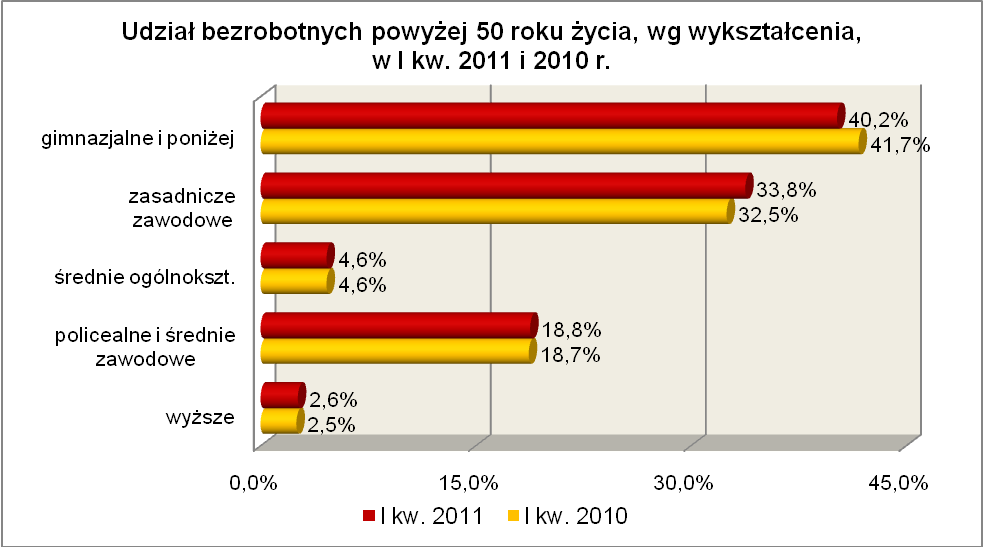 Udział bezrobotnych powyżej 50 roku życia, wg wykształcenia,
w I kw. 2011 i 2010 r.
gimnazjalne i poniżej
40,2%
41,7%
zasadnicze
zawodowe
33,8%
32,5%
średnie ogólnokszt.
4,6%
4,6%
policealne i średnie
zawodowe
18,8%
18,7%
wyższe
2,6%
2,5%
0,0% 15,0% 30,0% 45,0%
I kw. 2011 I kw. 2010